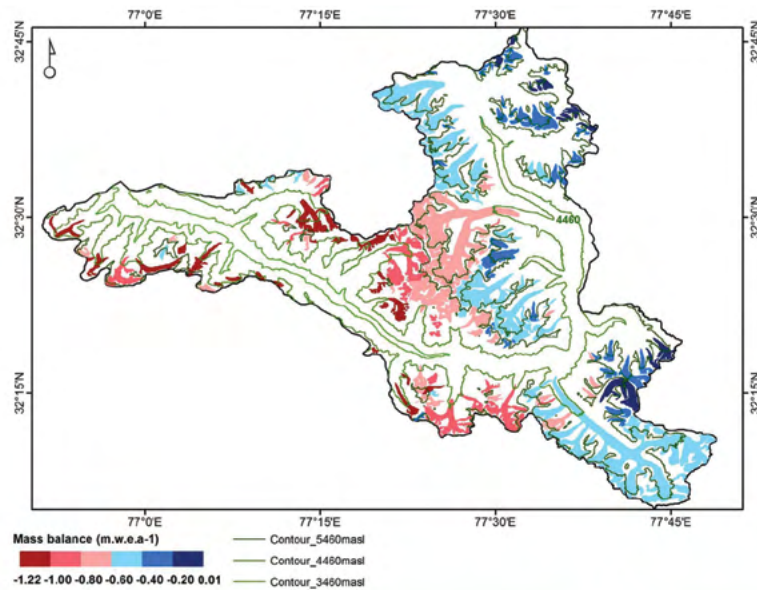 77°0'E 77°15'E 77°30'E 77°45'E
32°45'N 32°45'N
32°30'N 32°30'N
4460
32°15'N 32°15'N
77°0'E 77°15'E 77°30'E 77°45'E
Mass balance (m.w.e.a-1)
-1.22 -1.00 -0.80 -0.60 -0.40 -0.20 0.01
Contour_5460masl
Contour_4460masl
Contour_3460masl